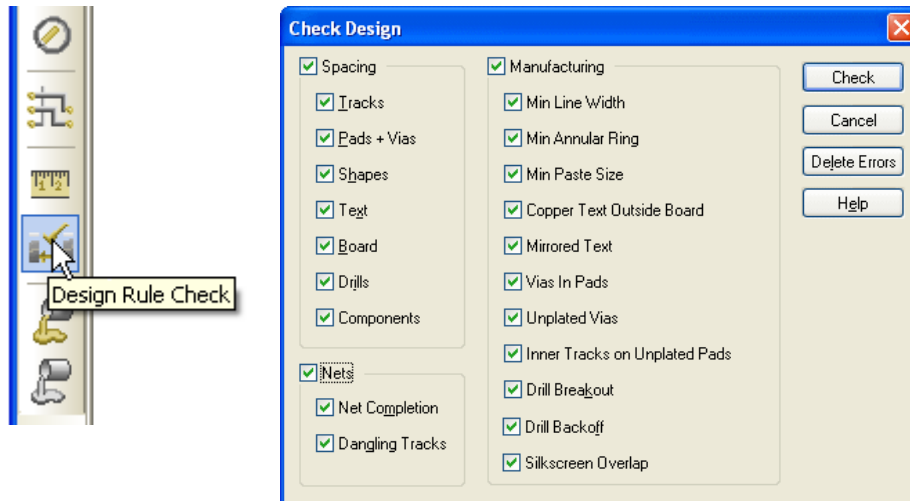 Design Rule Check
Check Design
Spacing
Tracks
Pads + Vias
Shapes
Text
Board
Drills
Components
Nets
Net Completion
Dangling Tracks
Manufacturing
Min Line Width
Min Annular Ring
Min Paste Size
Copper Text Outside Board
Mirrored Text
Vias In Pads
Unplated Vias
Inner Tracks on Unplated Pads
Drill Breakout
Drill Backoff
Silkscreen Overlap
Check
Cancel
Delete Errors
Help